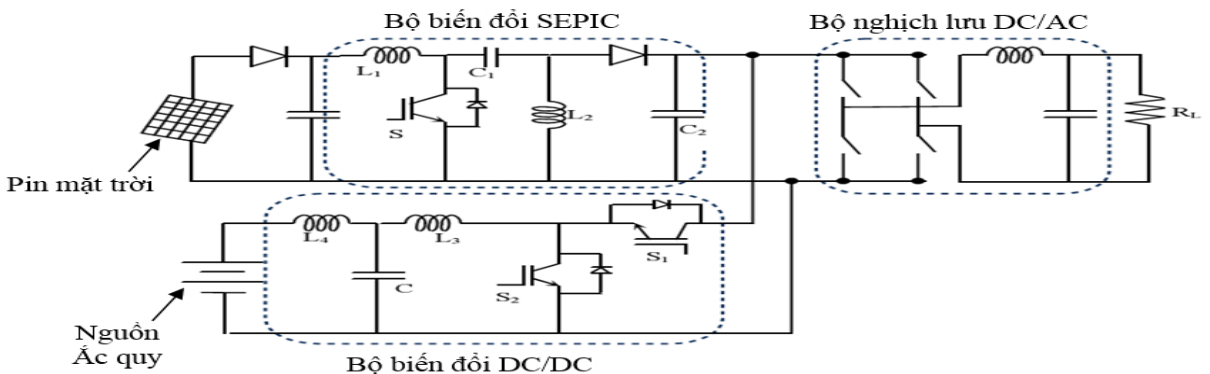 Bộ biến đổi SEPIC
Bộ nghịch lưu DC/AC
L₁
C₁
S
L₂
C₂
R_L
Pin mặt trời
L₄
L₃
S₁
C
S₂
Nguồn
Ắc quy
Bộ biến đổi DC/DC